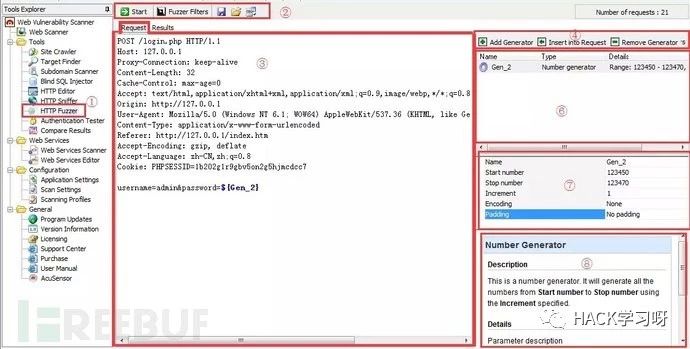 Tools Explorer
Web Vulnerability Scanner
Web Scanner
Tools
Site Crawler
Target Finder
Subdomain Scanner
Blind SQL Injector
HTTP Editor
HTTP Sniffer
①
HTTP Fuzzer
Authentication Tester
Compare Results
Web Services
Web Services Scanner
Web Services Editor
Configuration
Application Settings
Scan Settings
Scanning Profiles
General
Program Updates
Version Information
Licensing
Support Center
Purchase
User Manual
AcuSensor
Start
Fuzzer Filters
②
Number of requests : 21
Request
Results
③
POST /login.php HTTP/1.1
Host: 127.0.0.1
Proxy-Connection: keep-alive
Content-Length: 32
Cache-Control: max-age=0
Accept: text/html,application/xhtml+xml,application/xml;q=0.9,image/webp,*/*;q=0.8
Origin: http://127.0.0.1
User-Agent: Mozilla/5.0 (Windows NT 6.1; WOW64) AppleWebKit/537.36 (KHTML, like Ge
Content-Type: application/x-www-form-urlencoded
Referer: http://127.0.0.1/index.htm
Accept-Encoding: gzip, deflate
Accept-Language: zh-CN,zh;q=0.8
Cookie: PHPSESSID=1b202g1r9gbv5on2g5hjmcdcc7
username=admin&password=${Gen_2}
④
Add Generator
Insert into Request
Remove Generator
Name
Type
Details
Gen_2
Number generator
Range: 123450 - 123470,
⑥
Name
Gen_2
Start number
123450
Stop number
123470
Increment
1
Encoding
None
Padding
No padding
⑦
Number Generator
Description
⑧
This is a number generator. It will generate all
the numbers from Start number to Stop number using
the Increment specified.
Details
Parameter description
FREEBUF
HACK学习呀